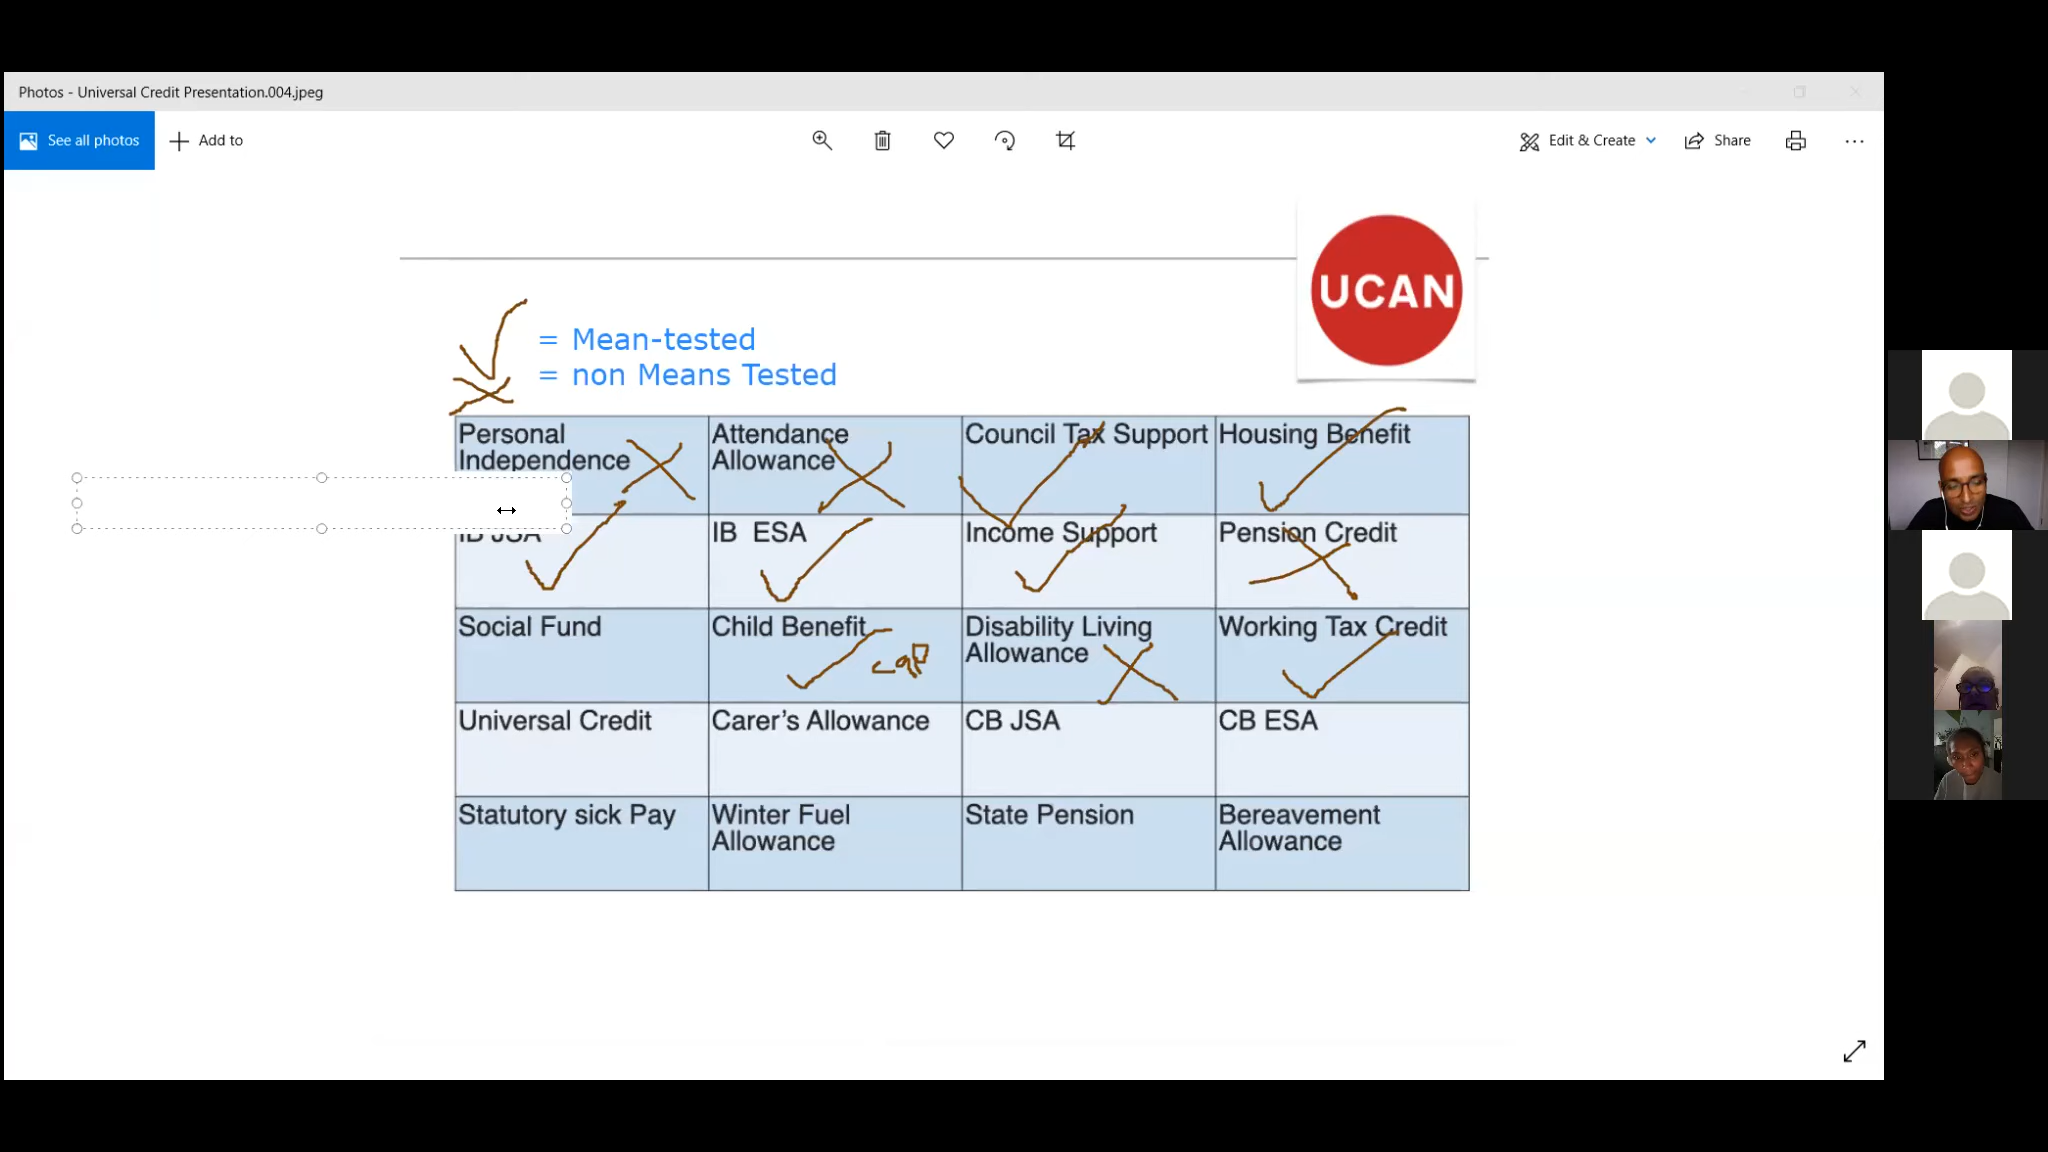 Photos - Universal Credit Presentation.004.jpeg
See all photos
Add to
Edit & Create
Share
UCAN
= Mean-tested
= non Means Tested
Personal Independence
Attendance Allowance
Council Tax Support
Housing Benefit
IB JSA
IB ESA
Income Support
Pension Credit
Social Fund
Child Benefit
cap
Disability Living Allowance
Working Tax Credit
Universal Credit
Carer's Allowance
CB JSA
CB ESA
Statutory sick Pay
Winter Fuel Allowance
State Pension
Bereavement Allowance